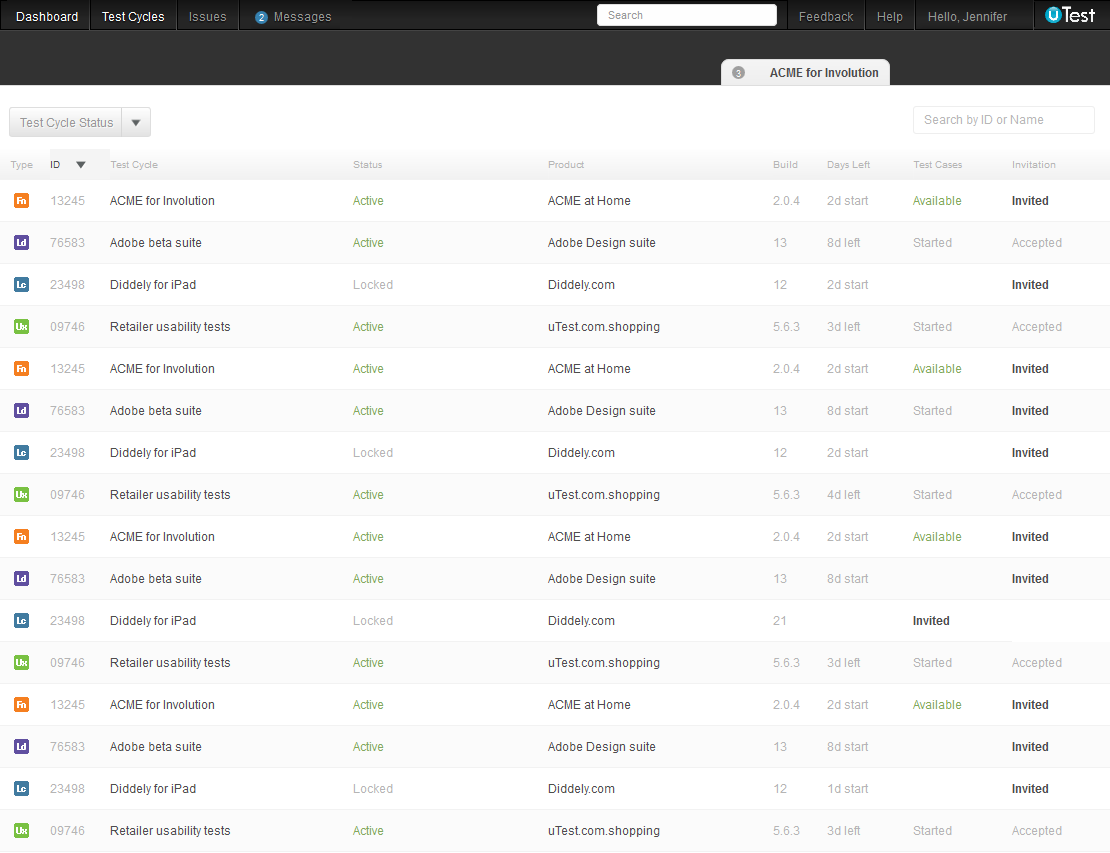 Dashboard Test Cycles Issues 2 Messages Search Feedback Help Hello, Jennifer uTest
3 ACME for Involution
Test Cycle Status Search by ID or Name
Type ID Test Cycle Status Product Build Days Left Test Cases Invitation
Fn 13245 ACME for Involution Active ACME at Home 2.0.4 2d start Available Invited
Ld 76583 Adobe beta suite Active Adobe Design suite 13 8d left Started Accepted
Lc 23498 Diddely for iPad Locked Diddely.com 12 2d start Invited
Ux 09746 Retailer usability tests Active uTest.com.shopping 5.6.3 3d left Started Accepted
Fn 13245 ACME for Involution Active ACME at Home 2.0.4 2d start Available Invited
Ld 76583 Adobe beta suite Active Adobe Design suite 13 8d start Started Invited
Lc 23498 Diddely for iPad Locked Diddely.com 12 2d start Invited
Ux 09746 Retailer usability tests Active uTest.com.shopping 5.6.3 4d left Started Accepted
Fn 13245 ACME for Involution Active ACME at Home 2.0.4 2d start Available Invited
Ld 76583 Adobe beta suite Active Adobe Design suite 13 8d start Invited
Lc 23498 Diddely for iPad Locked Diddely.com 21 Invited
Ux 09746 Retailer usability tests Active uTest.com.shopping 5.6.3 3d left Started Accepted
Fn 13245 ACME for Involution Active ACME at Home 2.0.4 2d start Available Invited
Ld 76583 Adobe beta suite Active Adobe Design suite 13 8d start Invited
Lc 23498 Diddely for iPad Locked Diddely.com 12 1d start Invited
Ux 09746 Retailer usability tests Active uTest.com.shopping 5.6.3 3d left Started Accepted